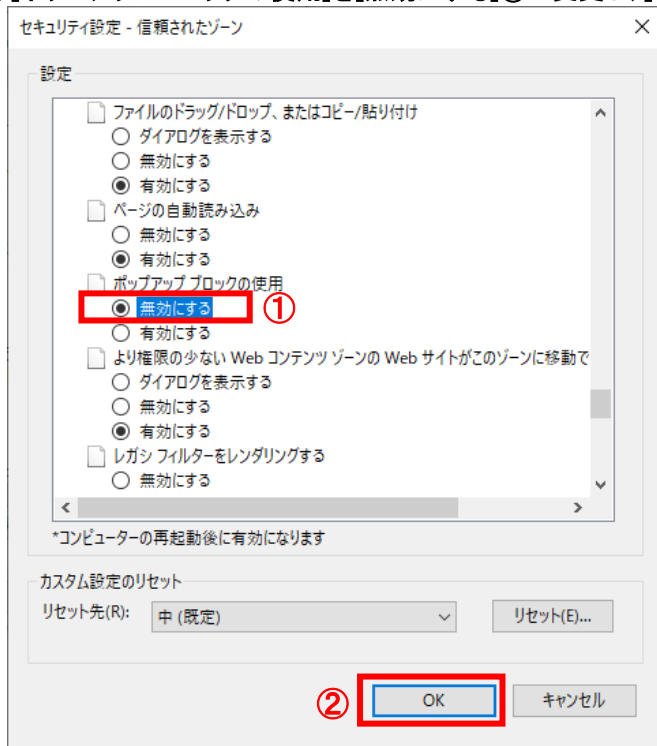 セキュリティ設定 - 信頼されたゾーン
設定
ファイルのドラッグ/ドロップ、またはコピー/貼り付け
ダイアログを表示する
無効にする
有効にする
ページの自動読み込み
無効にする
有効にする
ポップアップ ブロックの使用
無効にする ①
有効にする
より権限の少ない Web コンテンツ ゾーンの Web サイトがこのゾーンに移動で
ダイアログを表示する
無効にする
有効にする
レガシ フィルターをレンダリングする
無効にする
*コンピューターの再起動後に有効になります
カスタム設定のリセット
リセット先(R): 中 (既定) リセット(E)...
② OK キャンセル